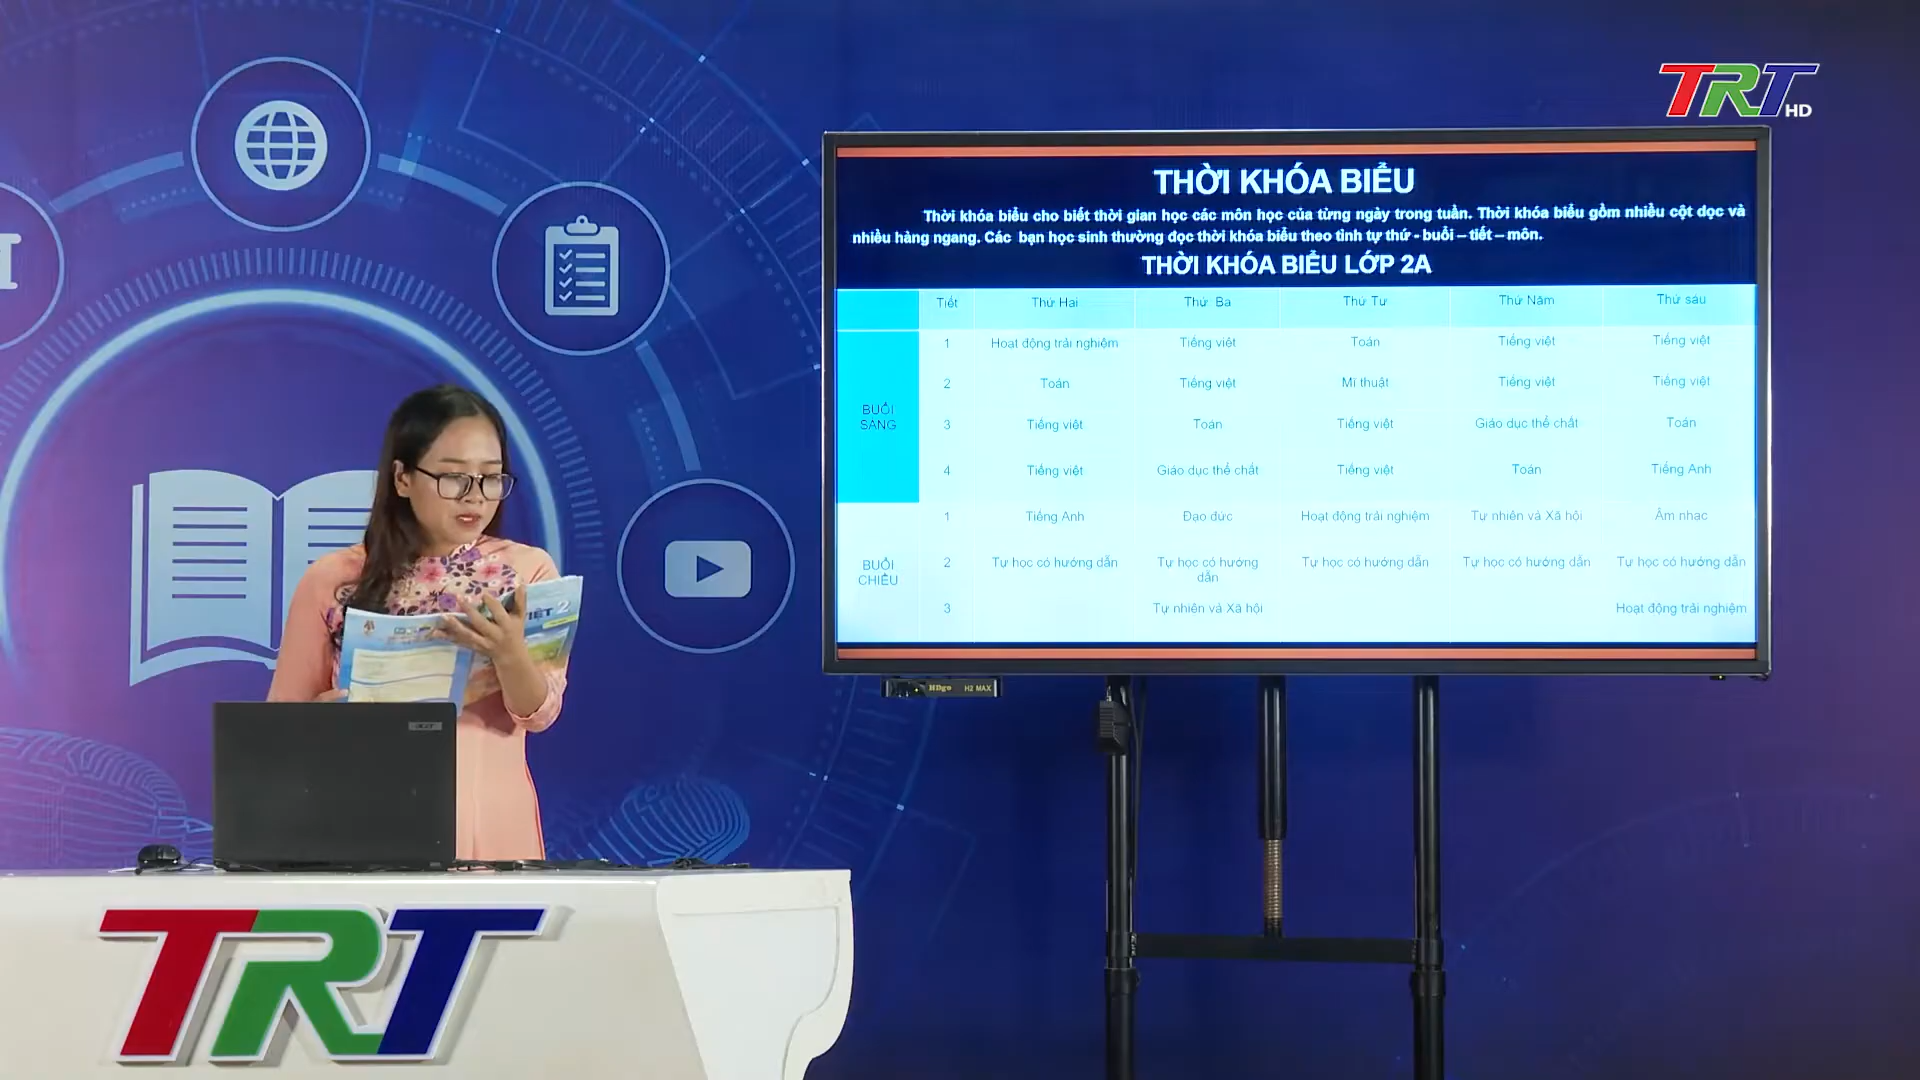 TRT HD
THỜI KHÓA BIỂU
Thời khóa biểu cho biết thời gian học các môn học của từng ngày trong tuần. Thời khóa biểu gồm nhiều cột dọc và
nhiều hàng ngang. Các bạn học sinh thường đọc thời khóa biểu theo tình tự thứ - buổi – tiết – môn.
THỜI KHÓA BIỂU LỚP 2A
Tiết Thứ Hai Thứ Ba Thứ Tư Thứ Năm Thứ sáu
BUỔI SÁNG
1 Hoạt động trải nghiệm Tiếng việt Toán Tiếng việt Tiếng việt
2 Toán Tiếng việt Mĩ thuật Tiếng việt Tiếng việt
3 Tiếng việt Toán Tiếng việt Giáo dục thể chất Toán
4 Tiếng việt Giáo dục thể chất Tiếng việt Toán Tiếng Anh
BUỔI CHIỀU
1 Tiếng Anh Đạo đức Hoạt động trải nghiệm Tự nhiên và Xã hội Âm nhạc
2 Tự học có hướng dẫn Tự học có hướng dẫn Tự học có hướng dẫn Tự học có hướng dẫn Tự học có hướng dẫn
3 Tự nhiên và Xã hội Hoạt động trải nghiệm
HDgo H2 MAX
VIỆT 2
acer
TRT